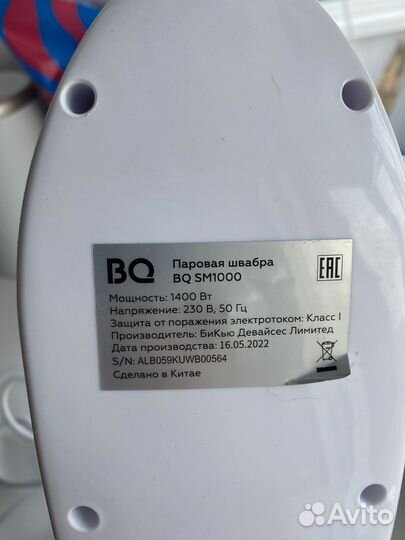 BQ
Паровая швабра
BQ SM1000
EAC
Мощность: 1400 Вт
Напряжение: 230 В, 50 Гц
Защита от поражения электротоком: Класс I
Производитель: БиКью Девайсес Лимитед
Дата производства: 16.05.2022
S/N: ALB059KUWB00564
Сделано в Китае
Avito